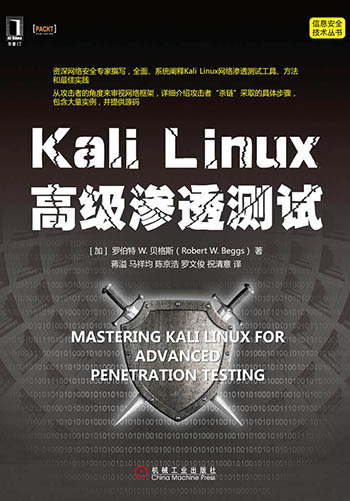 华章IT
PACKT
PUBLISHING
信息安全
技术丛书
资深网络安全专家撰写，全面、系统阐释Kali Linux网络渗透测试工具、方法
和最佳实践
从攻击者的角度来审视网络框架，详细介绍攻击者“杀链”采取的具体步骤，
包含大量实例，并提供源码
Kali Linux
高级渗透测试
[ 加 ] 罗伯特 W. 贝格斯（Robert W. Beggs）著
蒋溢 马祥均 陈京浩 罗文俊 祝清意 译
MASTERING KALI LINUX FOR
ADVANCED
PENETRATION TESTING
机械工业出版社
China Machine Press